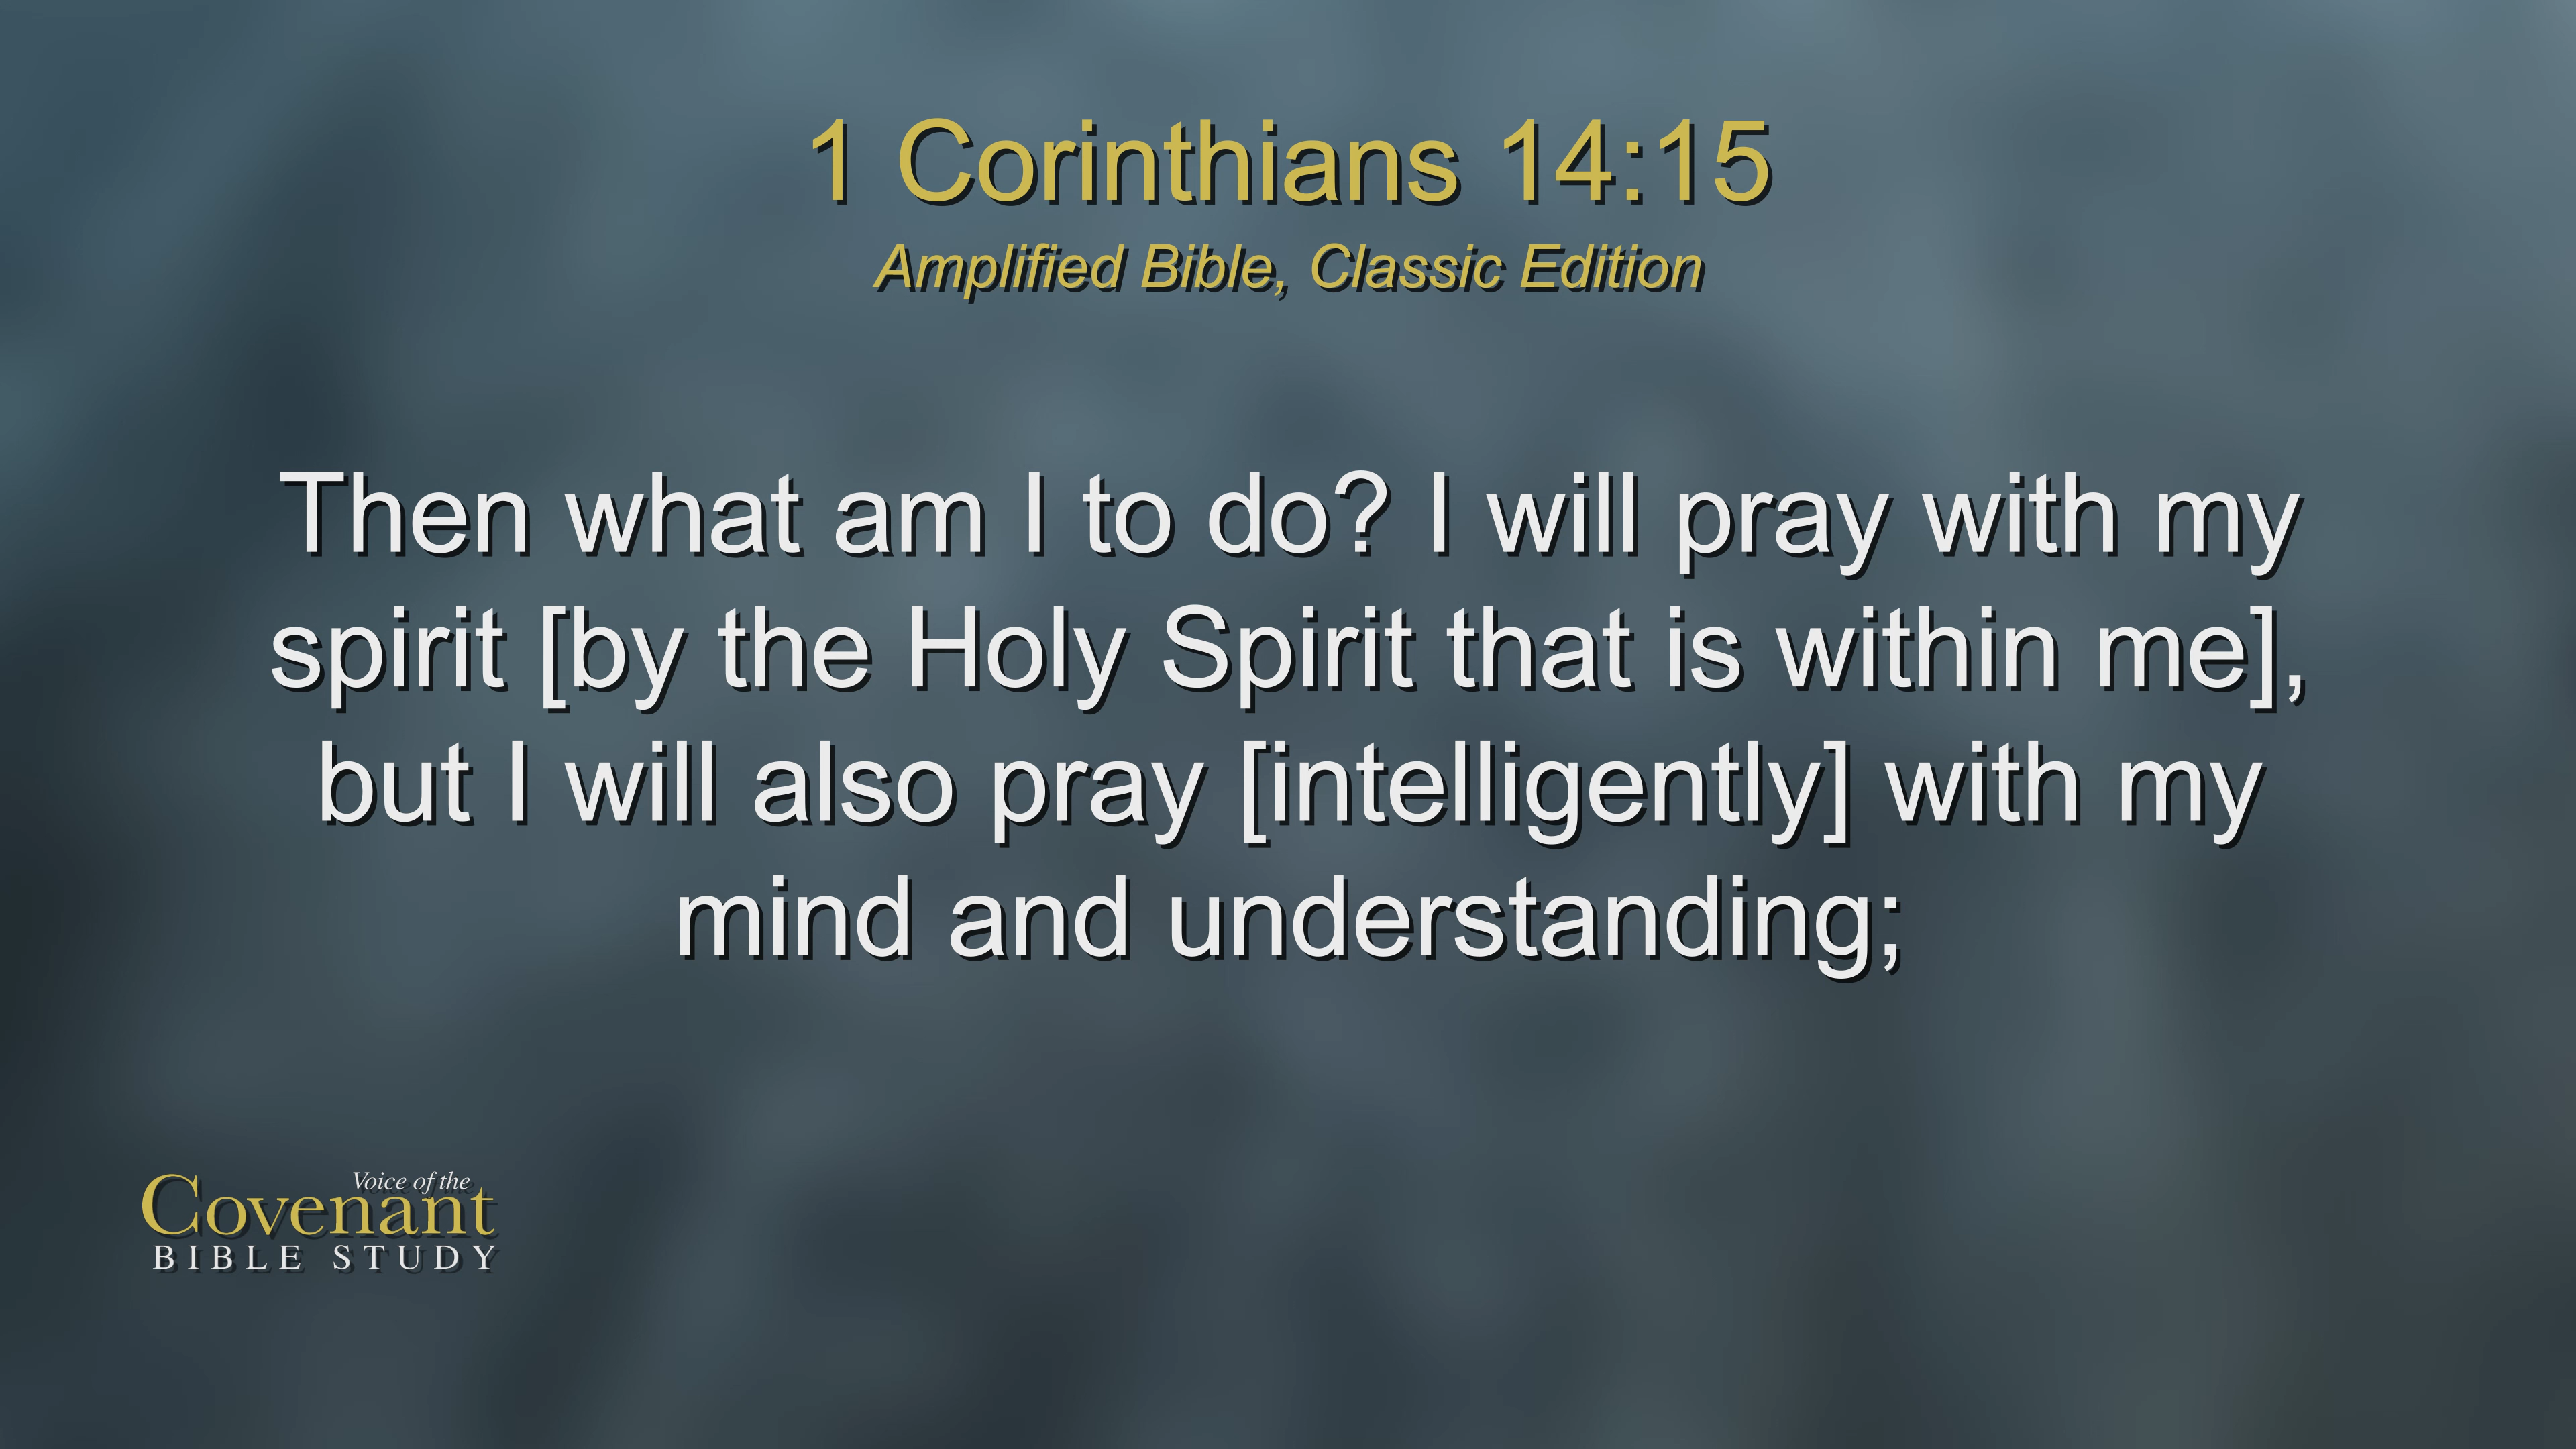 1 Corinthians 14:15
Amplified Bible, Classic Edition
Then what am I to do? I will pray with my
spirit [by the Holy Spirit that is within me],
but I will also pray [intelligently] with my
mind and understanding;
Voice of the
Covenant
BIBLE STUDY